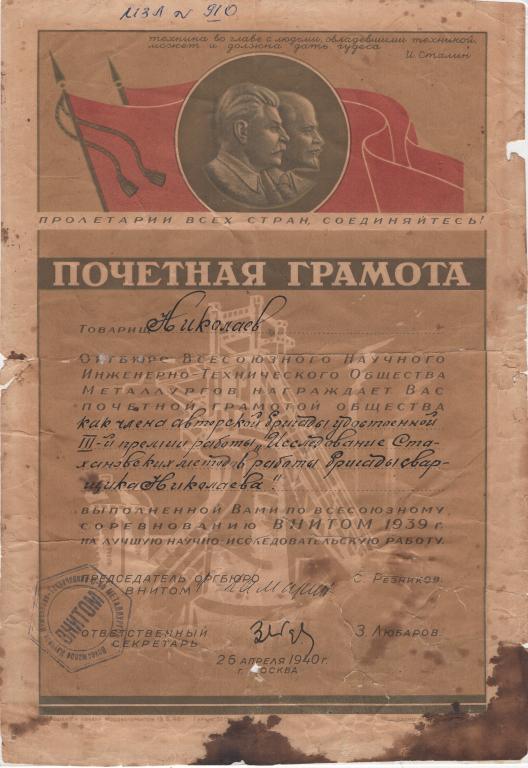 МЗЛ № 910
техника во главе с людьми, овладевшими техникой,
может и должна дать чудеса
И. Сталин
ПРОЛЕТАРИИ ВСЕХ СТРАН, СОЕДИНЯЙТЕСЬ!
ПОЧЕТНАЯ ГРАМОТА
ТОВАРИЩ Николаев
ОРГБЮРО ВСЕСОЮЗНОГО НАУЧНОГО
ИНЖЕНЕРНО-ТЕХНИЧЕСКОГО ОБЩЕСТВА
МЕТАЛЛУРГОВ НАГРАЖДАЕТ ВАС
ПОЧЕТНОЙ ГРАМОТОЙ ОБЩЕСТВА
как члена авторской бригады удостоенной
III-й премии работы „Исследование Ста-
хановских методов работы бригады свар-
щика Николаева"
ВЫПОЛНЕННОЙ ВАМИ ПО ВСЕСОЮЗНОМУ
СОРЕВНОВАНИЮ ВНИТОМ 1939 г.
НА ЛУЧШУЮ НАУЧНО-ИССЛЕДОВАТЕЛЬСКУЮ РАБОТУ.
ПРЕДСЕДАТЕЛЬ ОРГБЮРО
ВНИТОМ
С. РЕЗНИКОВ
ОТВЕТСТВЕННЫЙ
СЕКРЕТАРЬ
З. ЛЮБАРОВ
26 АПРЕЛЯ 1940 г.
г. МОСКВА
ВНИТОМ